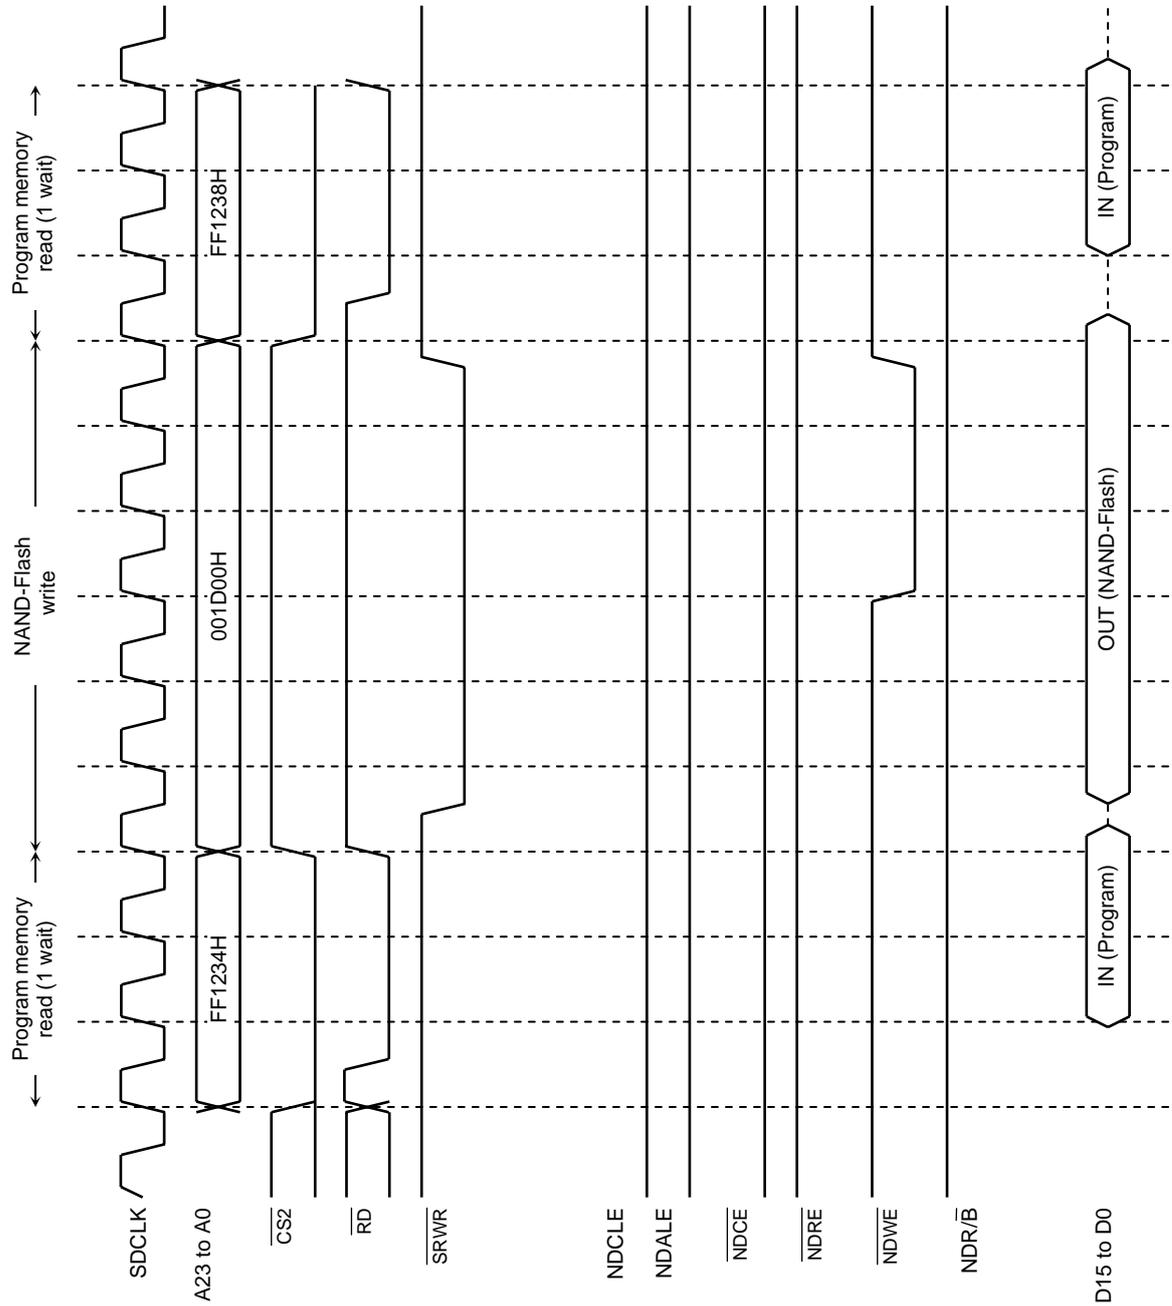 Program memory
read (1 wait)
NAND-Flash
write
Program memory
read (1 wait)
SDCLK
A23 to A0
FF1234H
001D00H
FF1238H
CS2
RD
SRWR
NDCLE
NDALE
NDCE
NDRE
NDWE
NDR/B
D15 to D0
IN (Program)
OUT (NAND-Flash)
IN (Program)